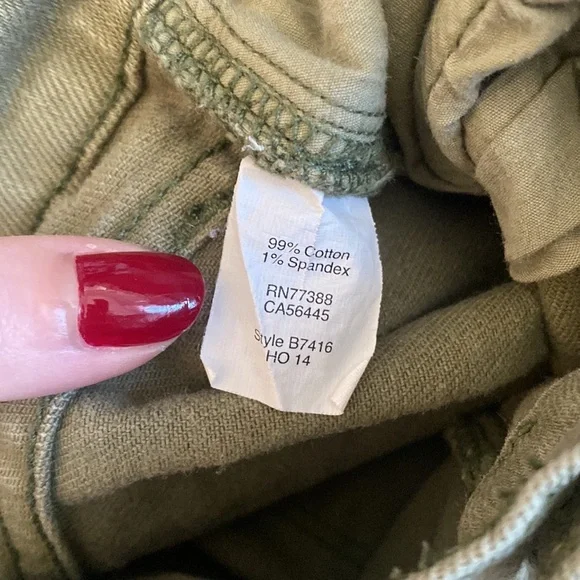 99% Cotton
1% Spandex
RN77388
CA56445
Style B7416
HO 14